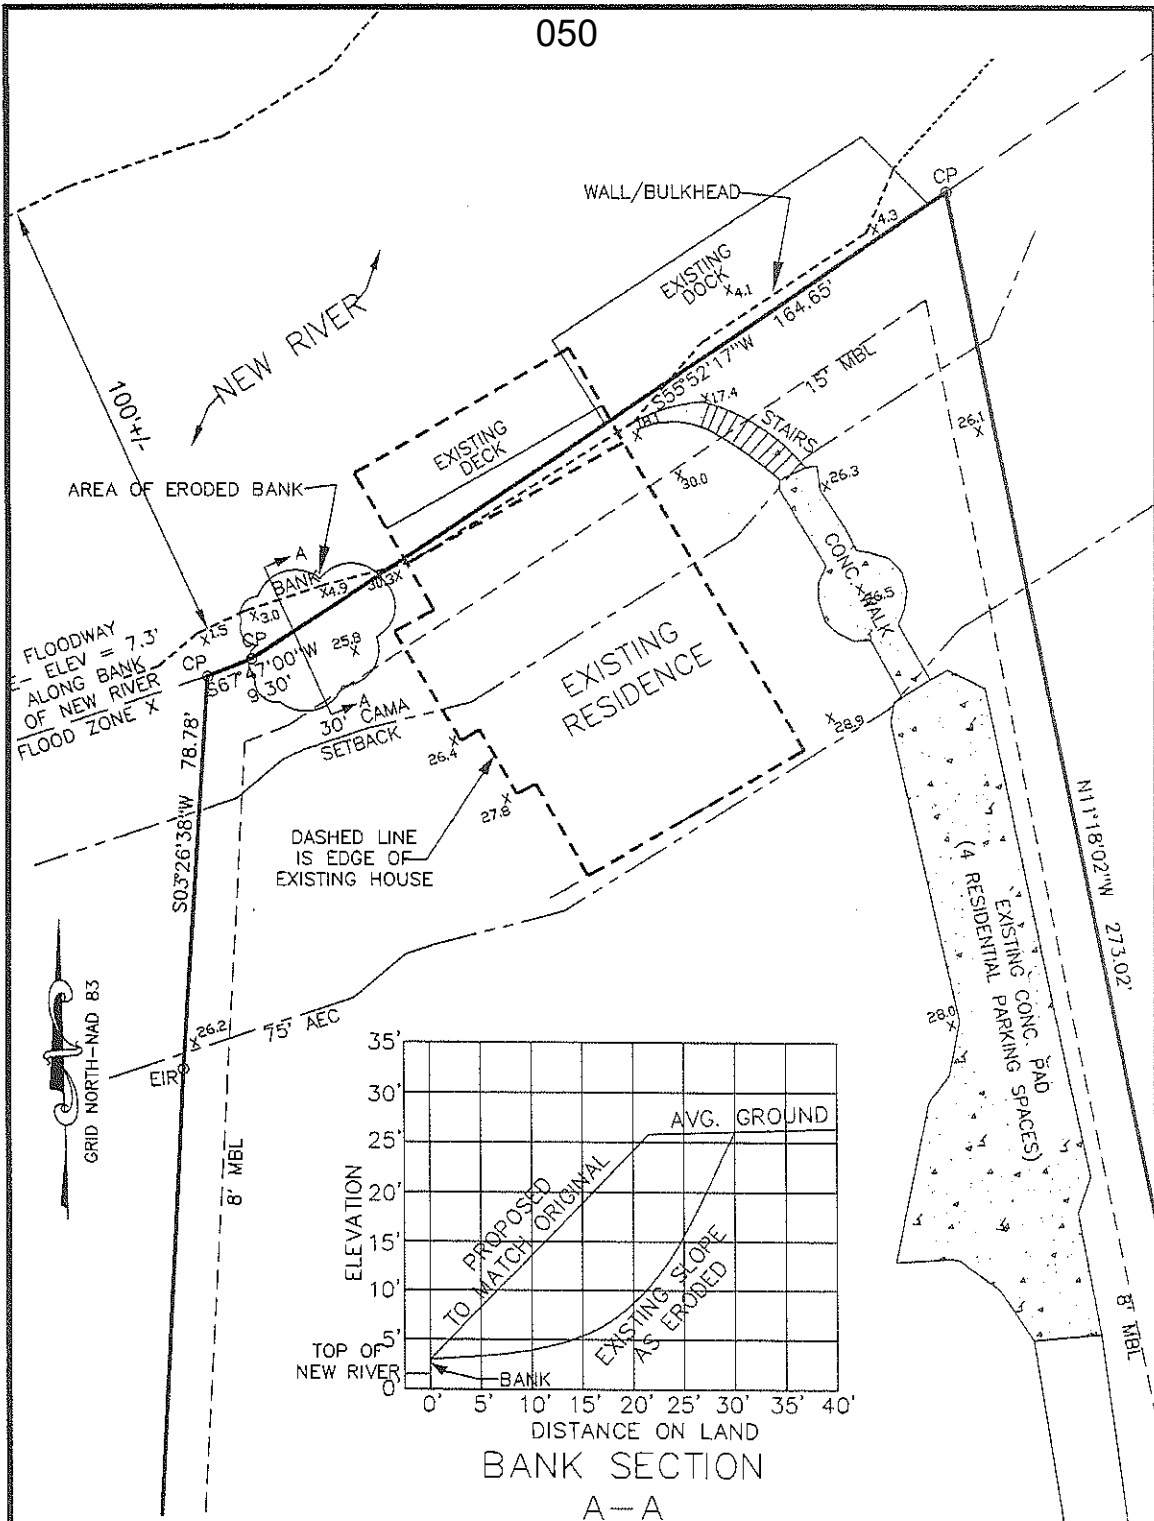 050
WALL/BULKHEAD
CP
4.3
EXISTING
DOCK
4.1
164.65'
S55°52'17"W
15' MBL
NEW RIVER
100'+/-
17.4
STAIRS
26.1
EXISTING
DECK
30.0
26.3
AREA OF ERODED BANK
A
BANK
4.9
30.3
3.0
1.5
CONC. WALK
26.5
FLOODWAY
ELEV = 7.3'
ALONG BANK
OF NEW RIVER
FLOOD ZONE X
CP
CP
25.8
S67°47'00"W
9.30'
A
30' CAMA
SETBACK
EXISTING
RESIDENCE
28.9
26.4
27.8
78.78'
S03°26'38"W
DASHED LINE
IS EDGE OF
EXISTING HOUSE
N11°18'02"W 273.02'
EXISTING CONC. PAD
(4 RESIDENTIAL PARKING SPACES)
28.0
GRID NORTH-NAD 83
26.2
75' AEC
EIR
8' MBL
8' MBL
35'
30'
25'
20'
15'
10'
5'
0'
ELEVATION
AVG. GROUND
PROPOSED
TO MATCH ORIGINAL
EXISTING SLOPE
AS ERODED
TOP OF
NEW RIVER
BANK
0' 5' 10' 15' 20' 25' 30' 35' 40'
DISTANCE ON LAND
BANK SECTION
A-A